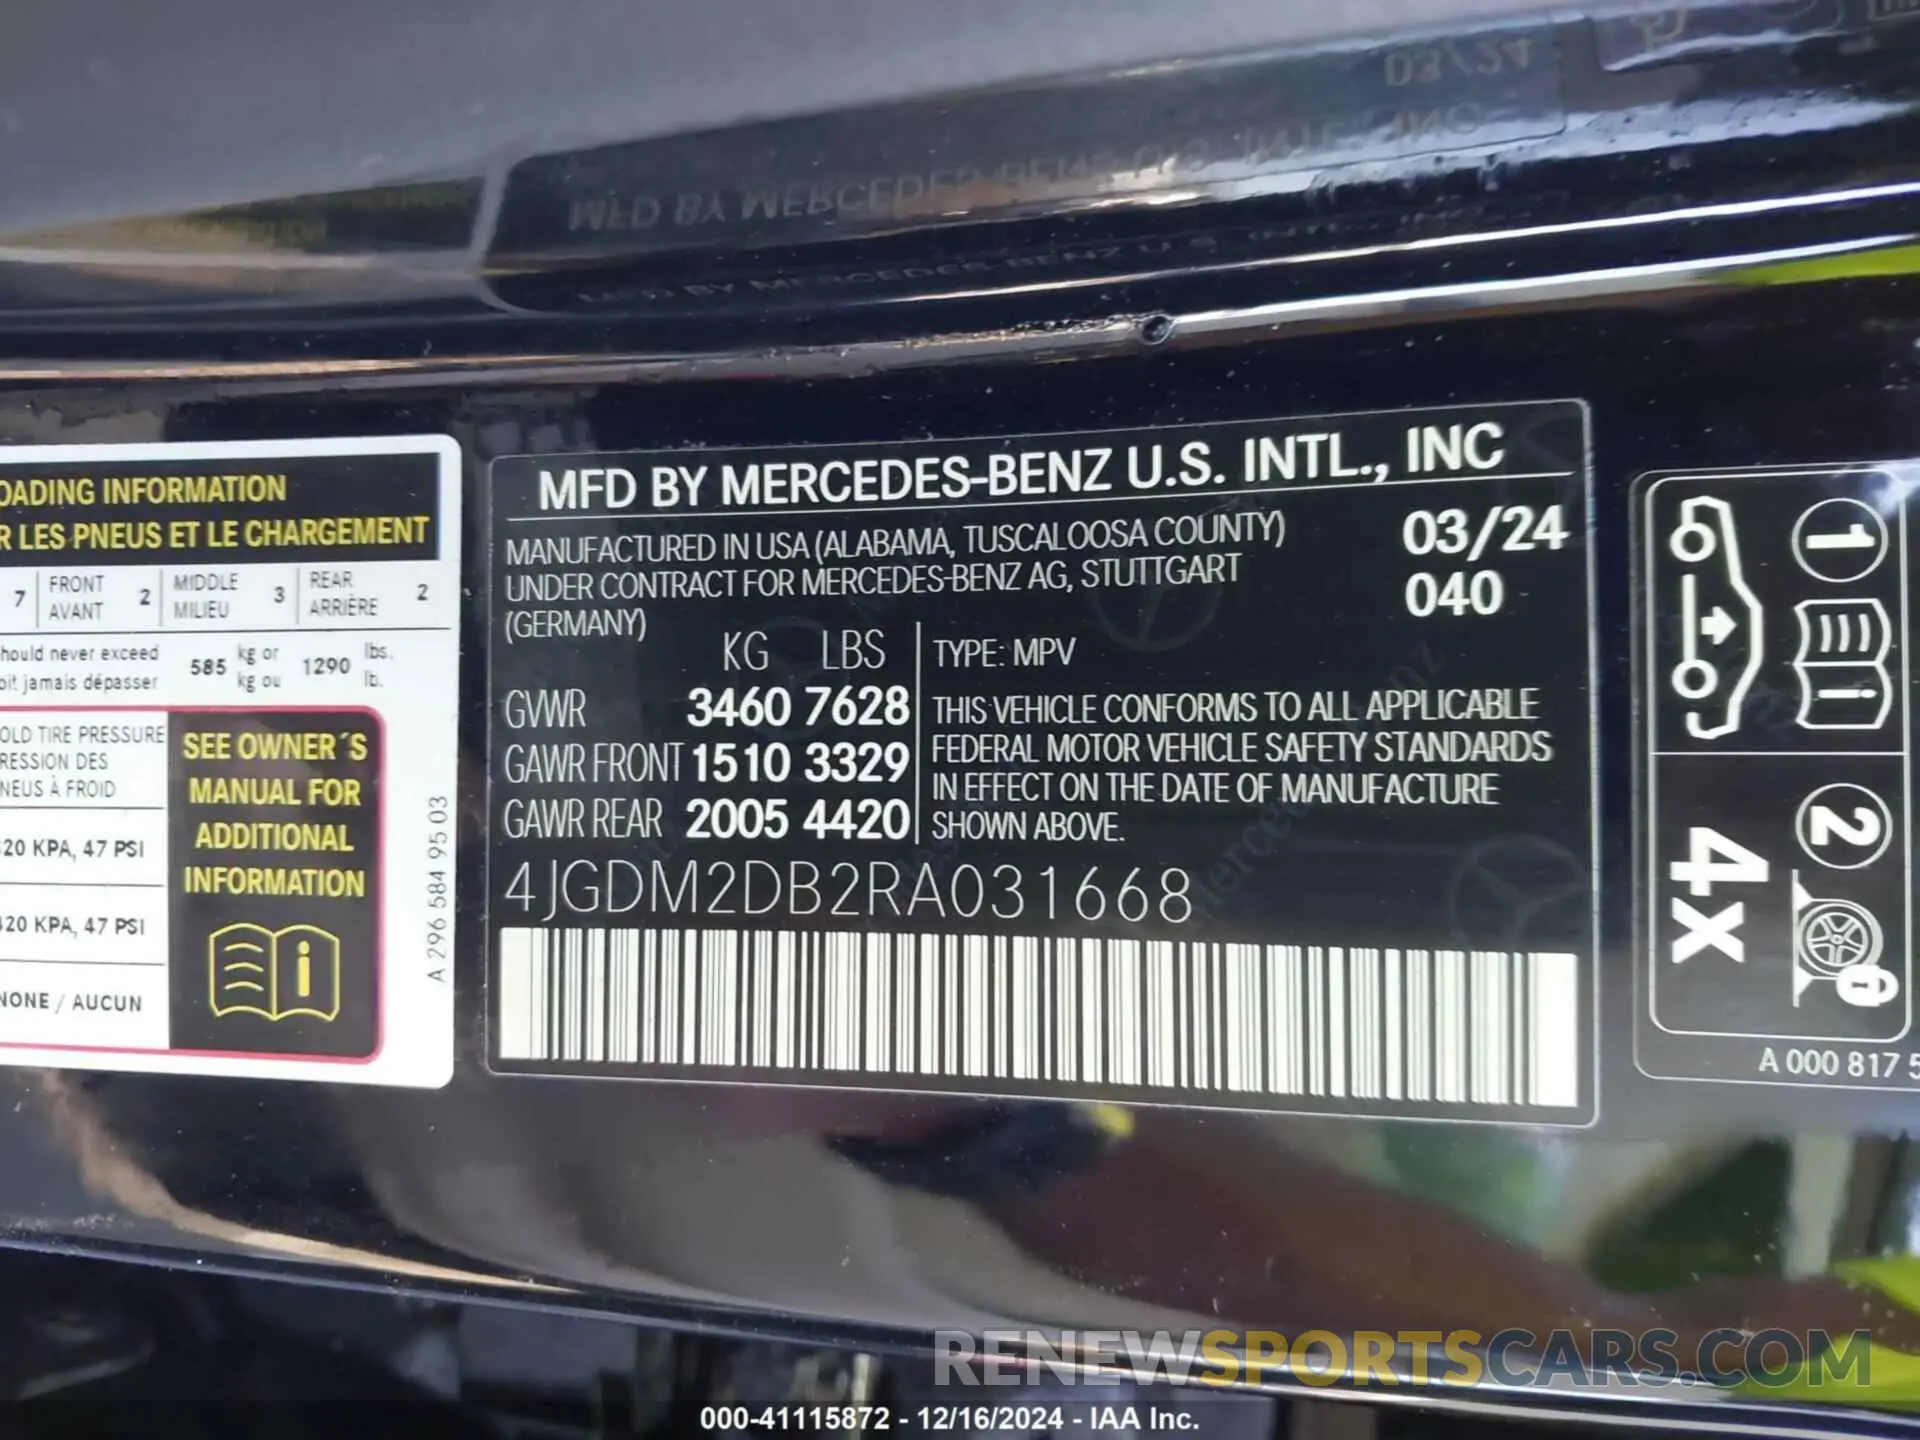 OADING INFORMATION
R LES PNEUS ET LE CHARGEMENT
7 FRONT AVANT 2 MIDDLE MILIEU 3 REAR ARRIÈRE 2
hould never exceed
oit jamais dépasser
585 kg or kg ou 1290 lbs. lb.
OLD TIRE PRESSURE
RESSION DES
NEUS À FROID
20 KPA, 47 PSI
420 KPA, 47 PSI
NONE / AUCUN
SEE OWNER´S
MANUAL FOR
ADDITIONAL
INFORMATION
A 296 584 95 03
MFD BY MERCEDES-BENZ U.S. INTL., INC
MANUFACTURED IN USA (ALABAMA, TUSCALOOSA COUNTY)
UNDER CONTRACT FOR MERCEDES-BENZ AG, STUTTGART
(GERMANY)
03/24
040
KG LBS
GVWR 3460 7628
GAWR FRONT 1510 3329
GAWR REAR 2005 4420
TYPE: MPV
THIS VEHICLE CONFORMS TO ALL APPLICABLE
FEDERAL MOTOR VEHICLE SAFETY STANDARDS
IN EFFECT ON THE DATE OF MANUFACTURE
SHOWN ABOVE.
4JGDM2DB2RA031668
1
2
4x
A 000 817 5
RENEWSPORTSCARS.COM
000-41115872 - 12/16/2024 - IAA Inc.